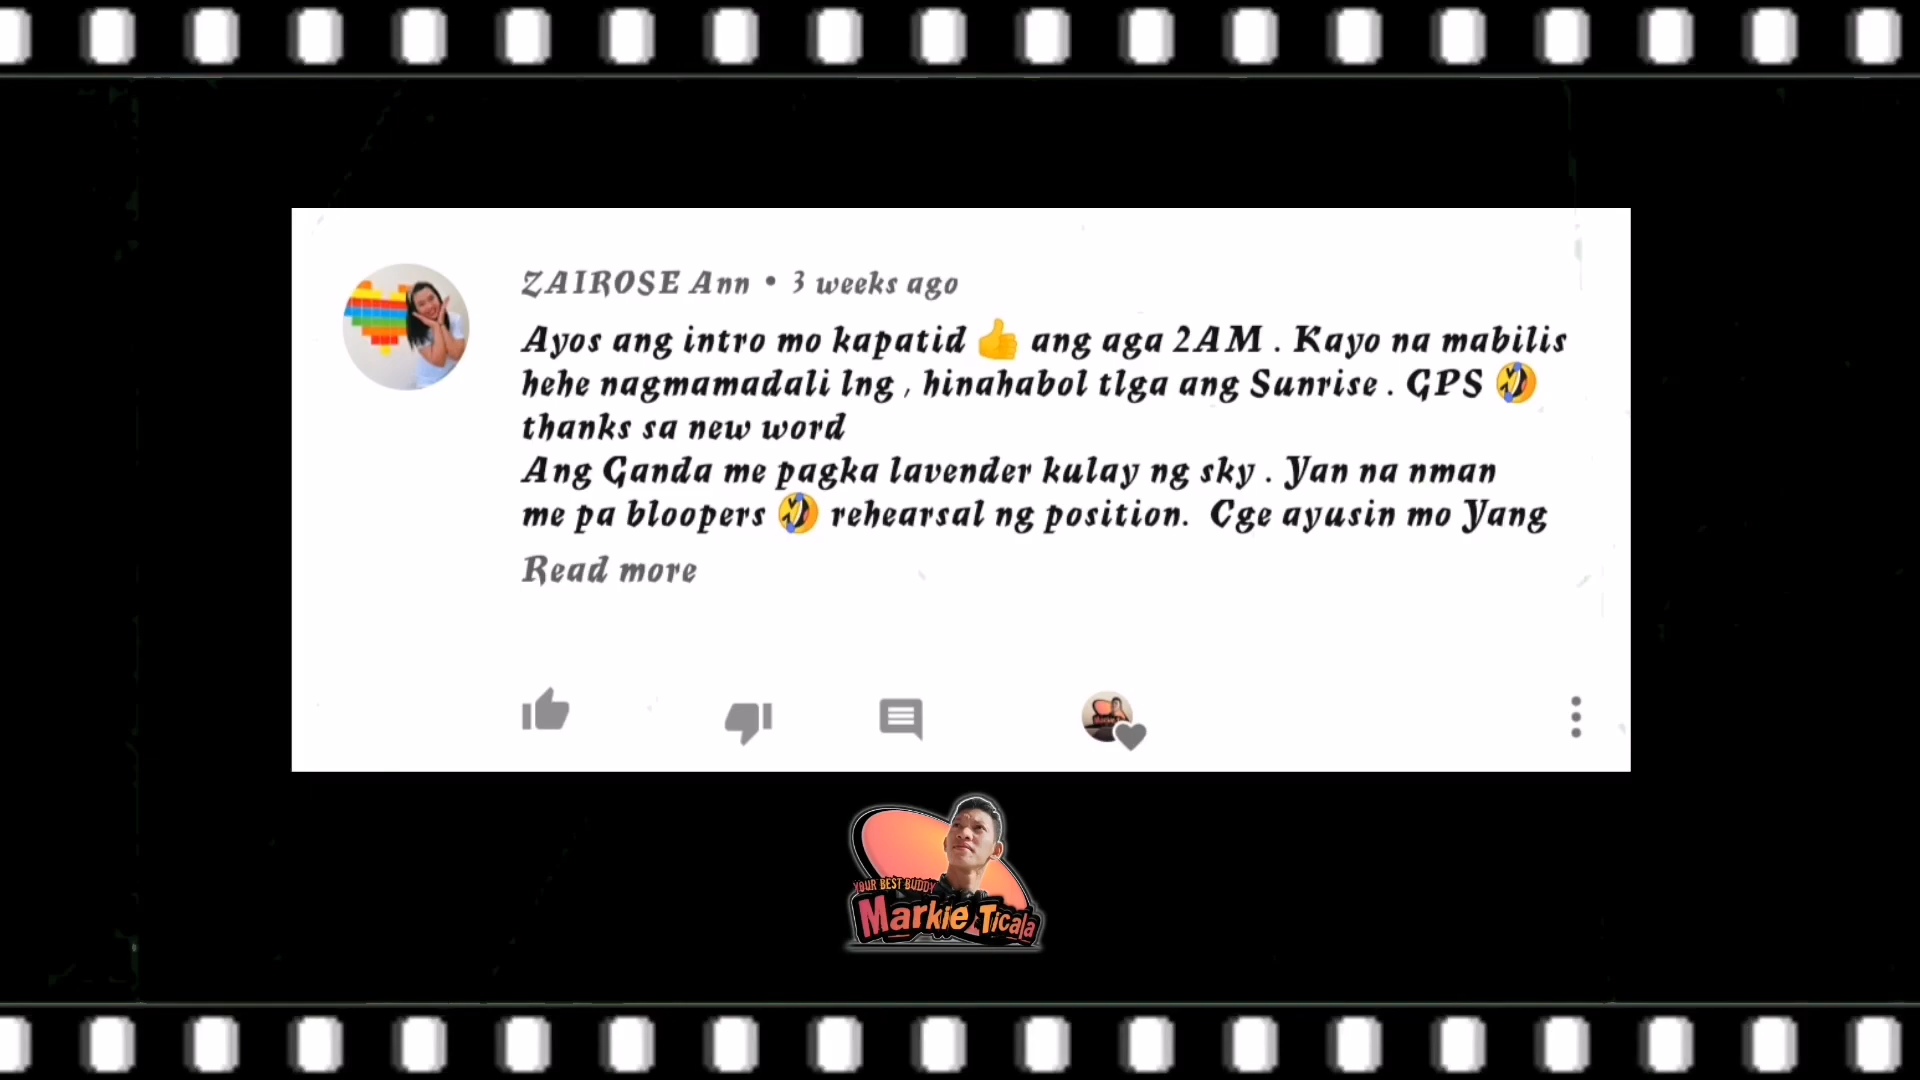 ZAIROSE Ann • 3 weeks ago
Ayos ang intro mo kapatid 👍 ang aga 2AM . Kayo na mabilis
hehe nagmamadali lng , hinahabol tlga ang Sunrise . GPS 🤣
thanks sa new word
Ang Ganda me pagka lavender kulay ng sky . Yan na nman
me pa bloopers 🤣 rehearsal ng position. Cge ayusin mo Yang
Read more
YOUR BEST BUDDY
Markie Ticala